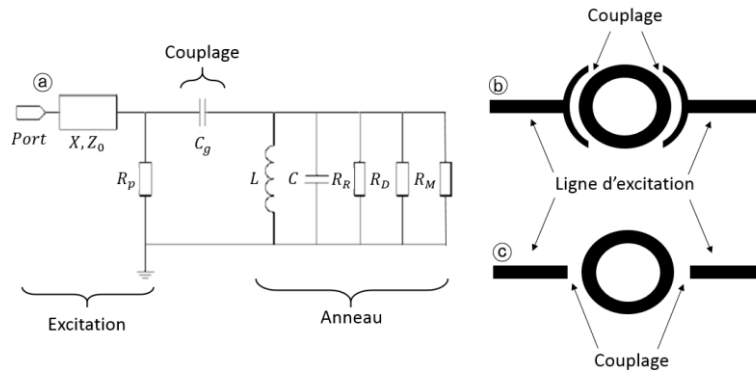 ⓐ
Couplage
Port
X, Z₀
C_g
R_p
L
C
R_R
R_D
R_M
Excitation
Anneau
Couplage
ⓑ
Ligne d'excitation
ⓒ
Couplage